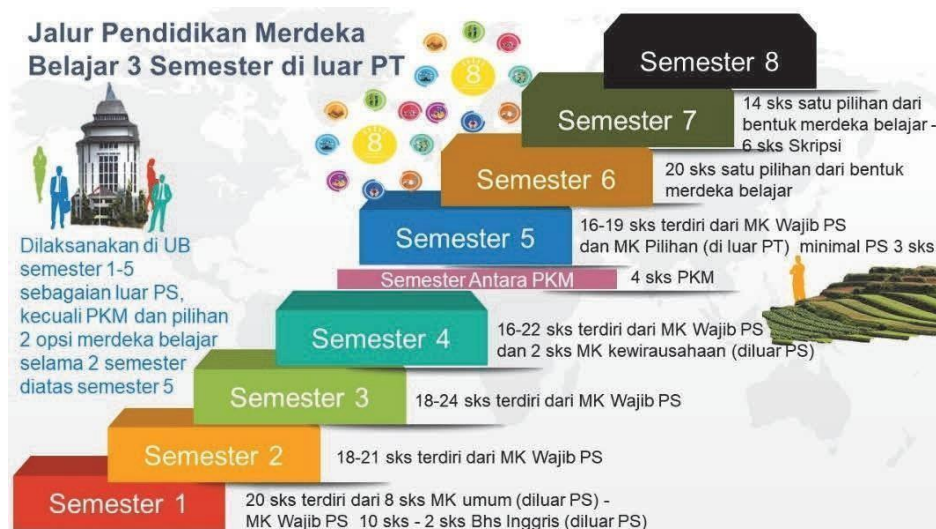 Jalur Pendidikan Merdeka
Belajar 3 Semester di luar PT
8
8
Semester 8
Semester 7
14 sks satu pilihan dari
bentuk merdeka belajar -
6 sks Skripsi
Semester 6
20 sks satu pilihan dari bentuk
merdeka belajar
Semester 5
16-19 sks terdiri dari MK Wajib PS
dan MK Pilihan (di luar PT) minimal PS 3 sks
Semester Antara PKM
4 sks PKM
Dilaksanakan di UB
semester 1-5
sebagaian luar PS,
kecuali PKM dan pilihan
2 opsi merdeka belajar
selama 2 semester
diatas semester 5
Semester 4
16-22 sks terdiri dari MK Wajib PS
dan 2 sks MK kewirausahaan (diluar PS)
Semester 3
18-24 sks terdiri dari MK Wajib PS
Semester 2
18-21 sks terdiri dari MK Wajib PS
Semester 1
20 sks terdiri dari 8 sks MK umum (diluar PS) -
MK Wajib PS 10 sks - 2 sks Bhs Inggris (diluar PS)